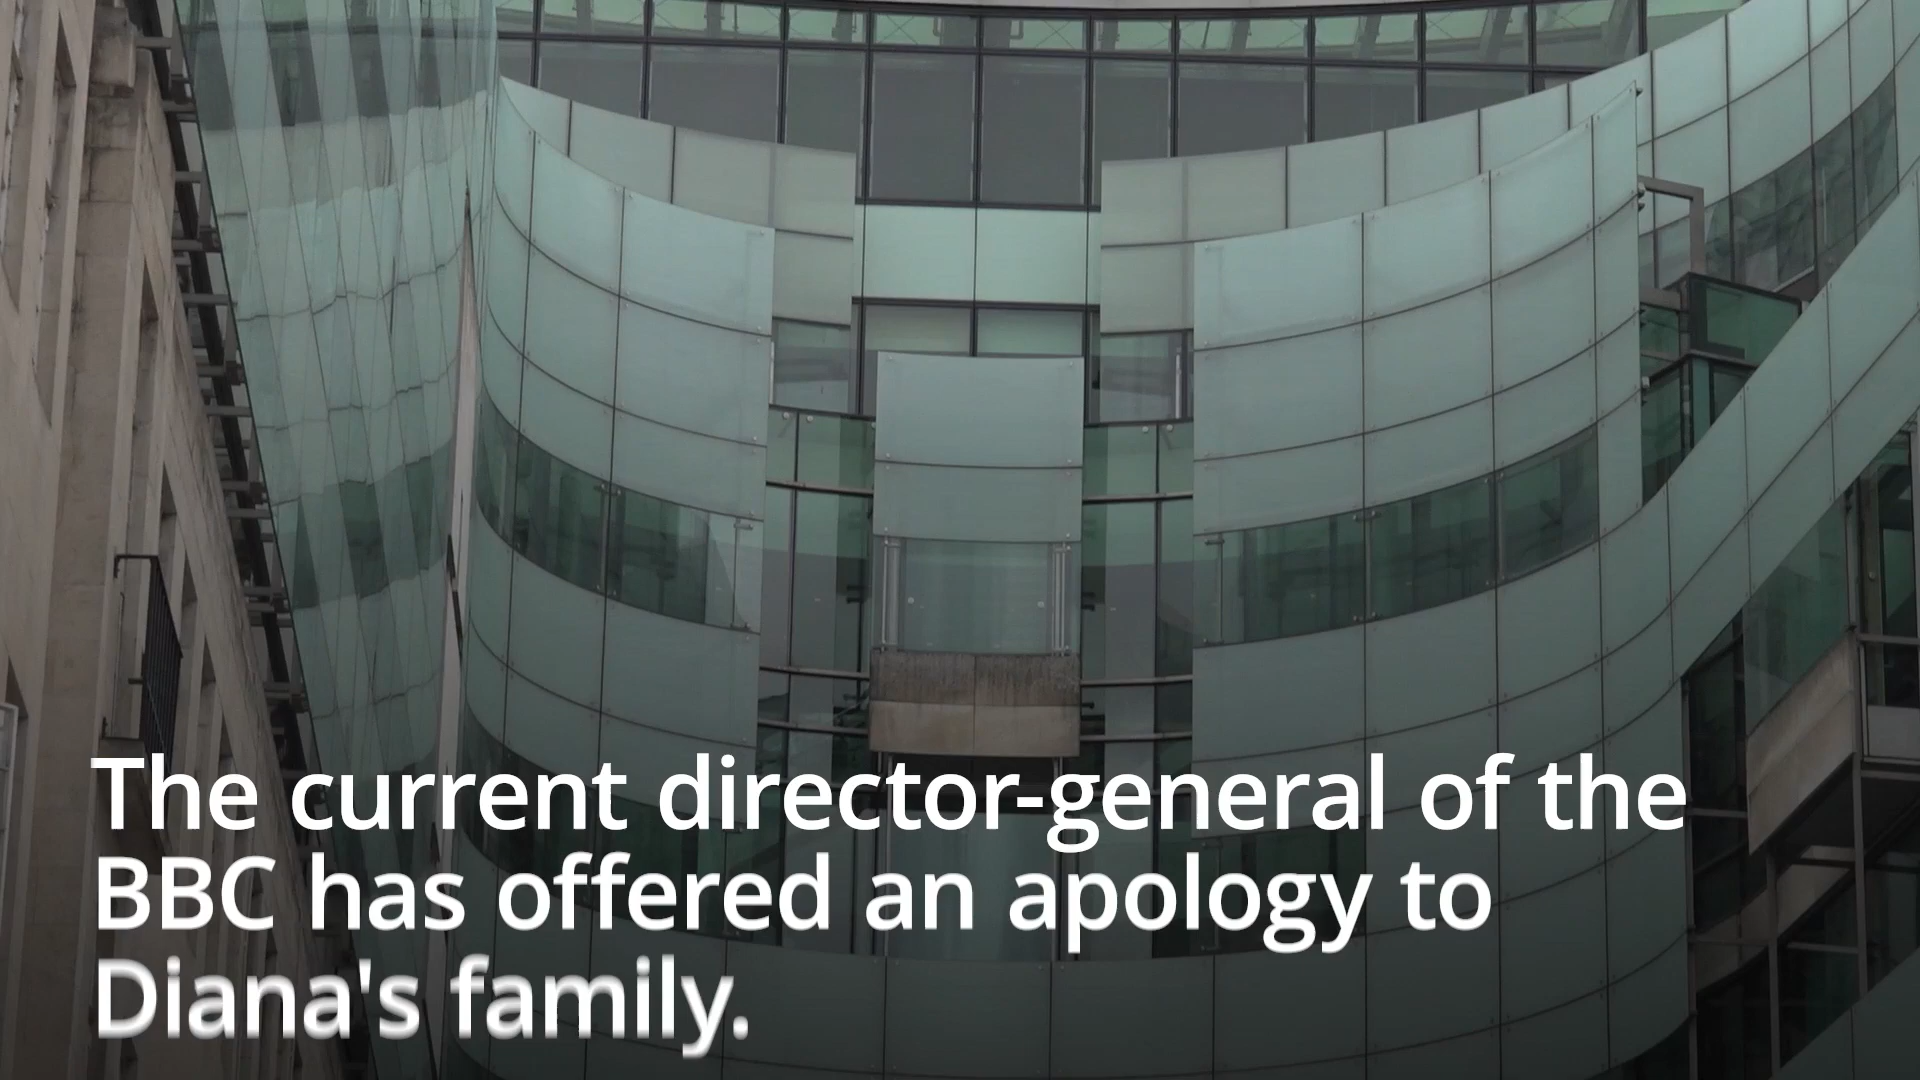 The current director-general of the
BBC has offered an apology to
Diana's family.